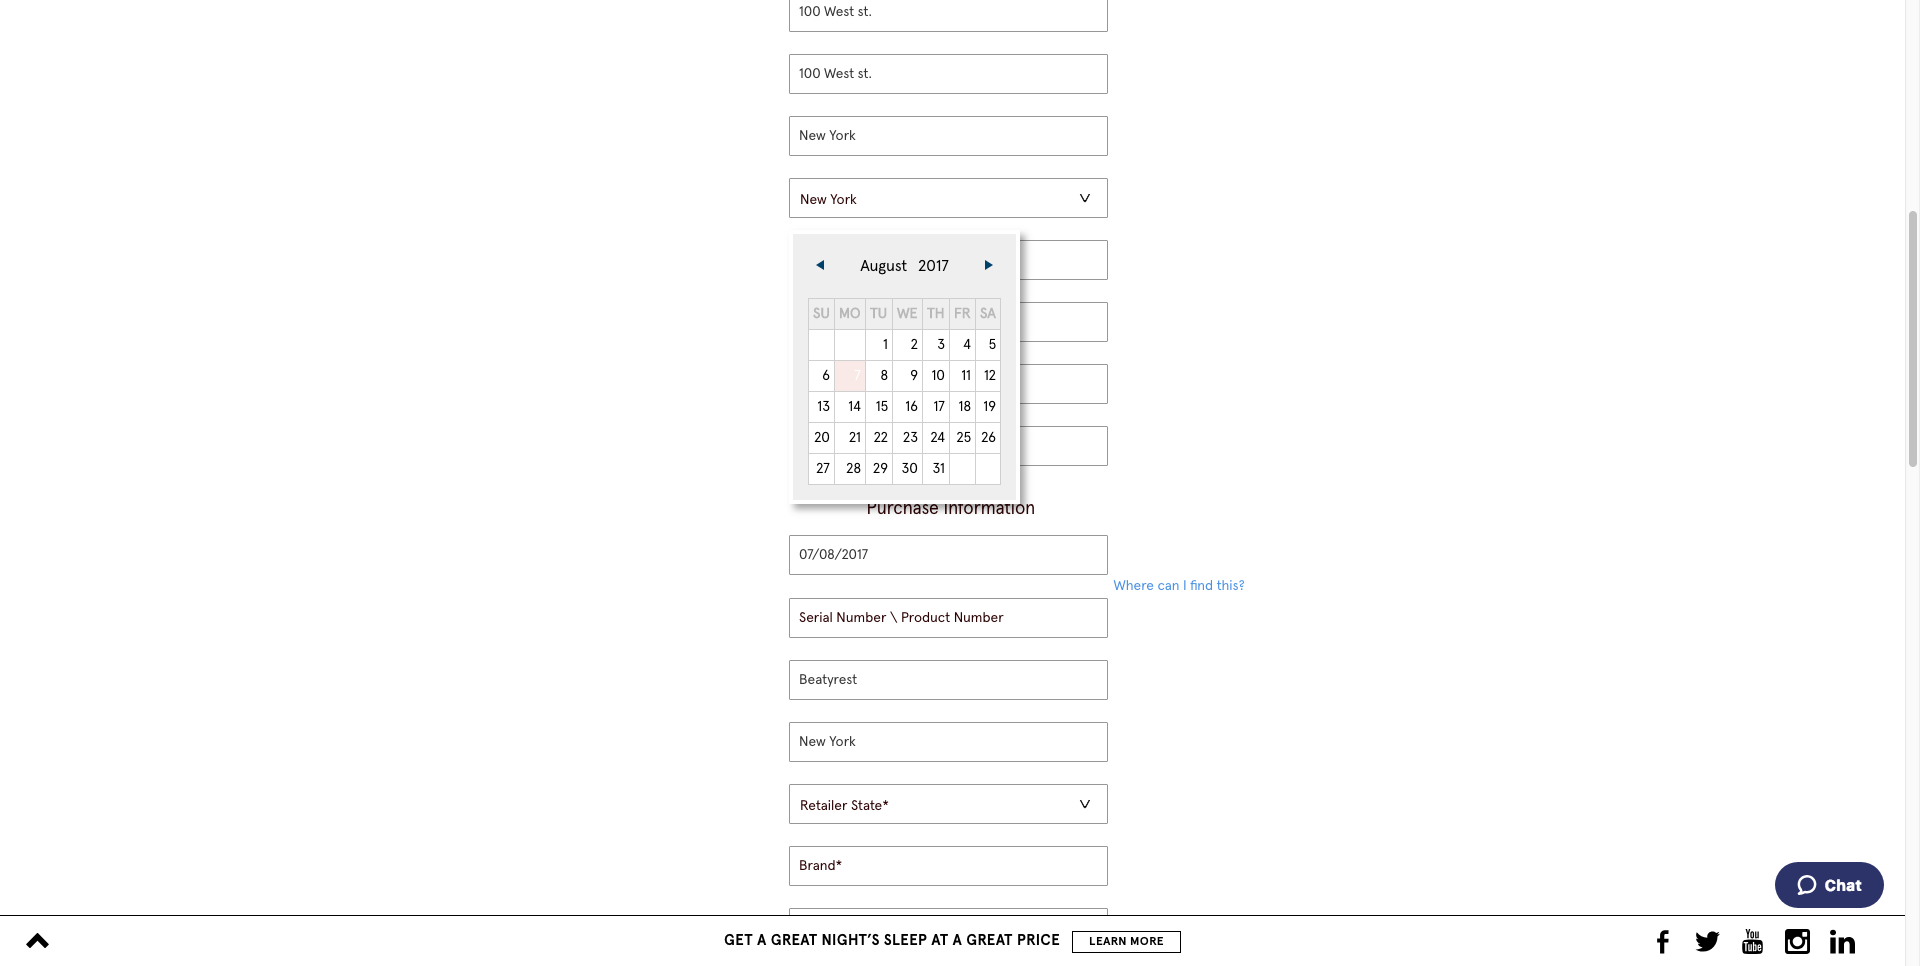 100 West st.
100 West st.
New York
New York
August 2017
SU MO TU WE TH FR SA
1 2 3 4 5
6 7 8 9 10 11 12
13 14 15 16 17 18 19
20 21 22 23 24 25 26
27 28 29 30 31
Purchase Information
07/08/2017
Where can I find this?
Serial Number \ Product Number
Beatyrest
New York
Retailer State*
Brand*
Chat
GET A GREAT NIGHT'S SLEEP AT A GREAT PRICE LEARN MORE
You
Tube